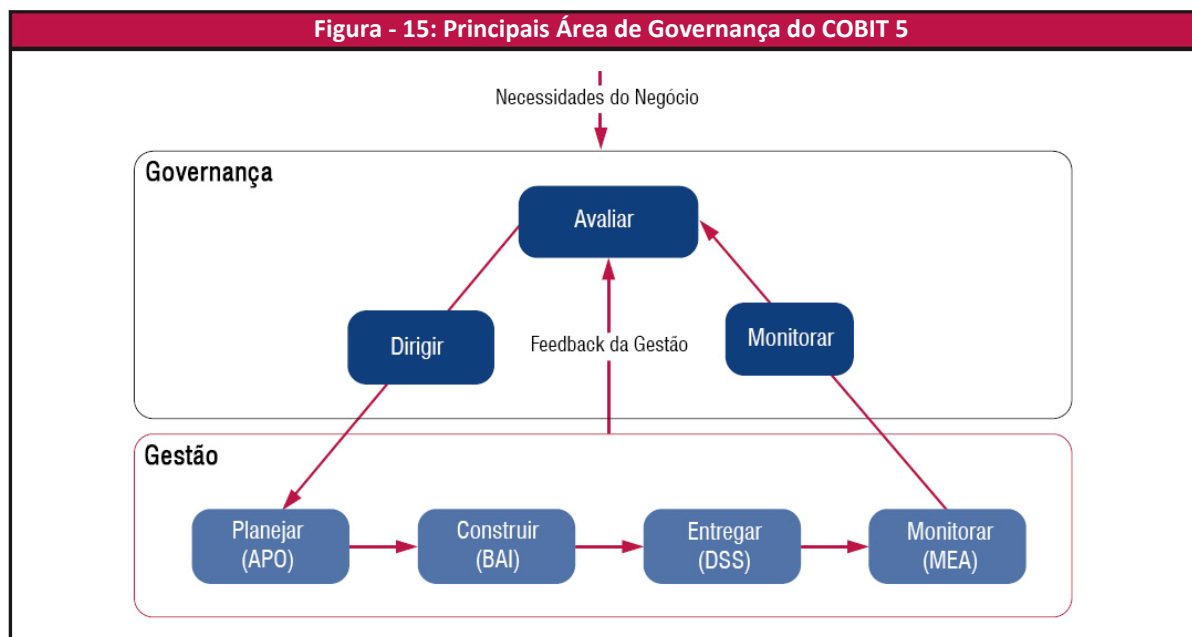 Figura - 15: Principais Área de Governança do COBIT 5
Necessidades do Negócio
Governança
Avaliar
Dirigir
Feedback da Gestão
Monitorar
Gestão
Planejar
(APO)
Construir
(BAI)
Entregar
(DSS)
Monitorar
(MEA)